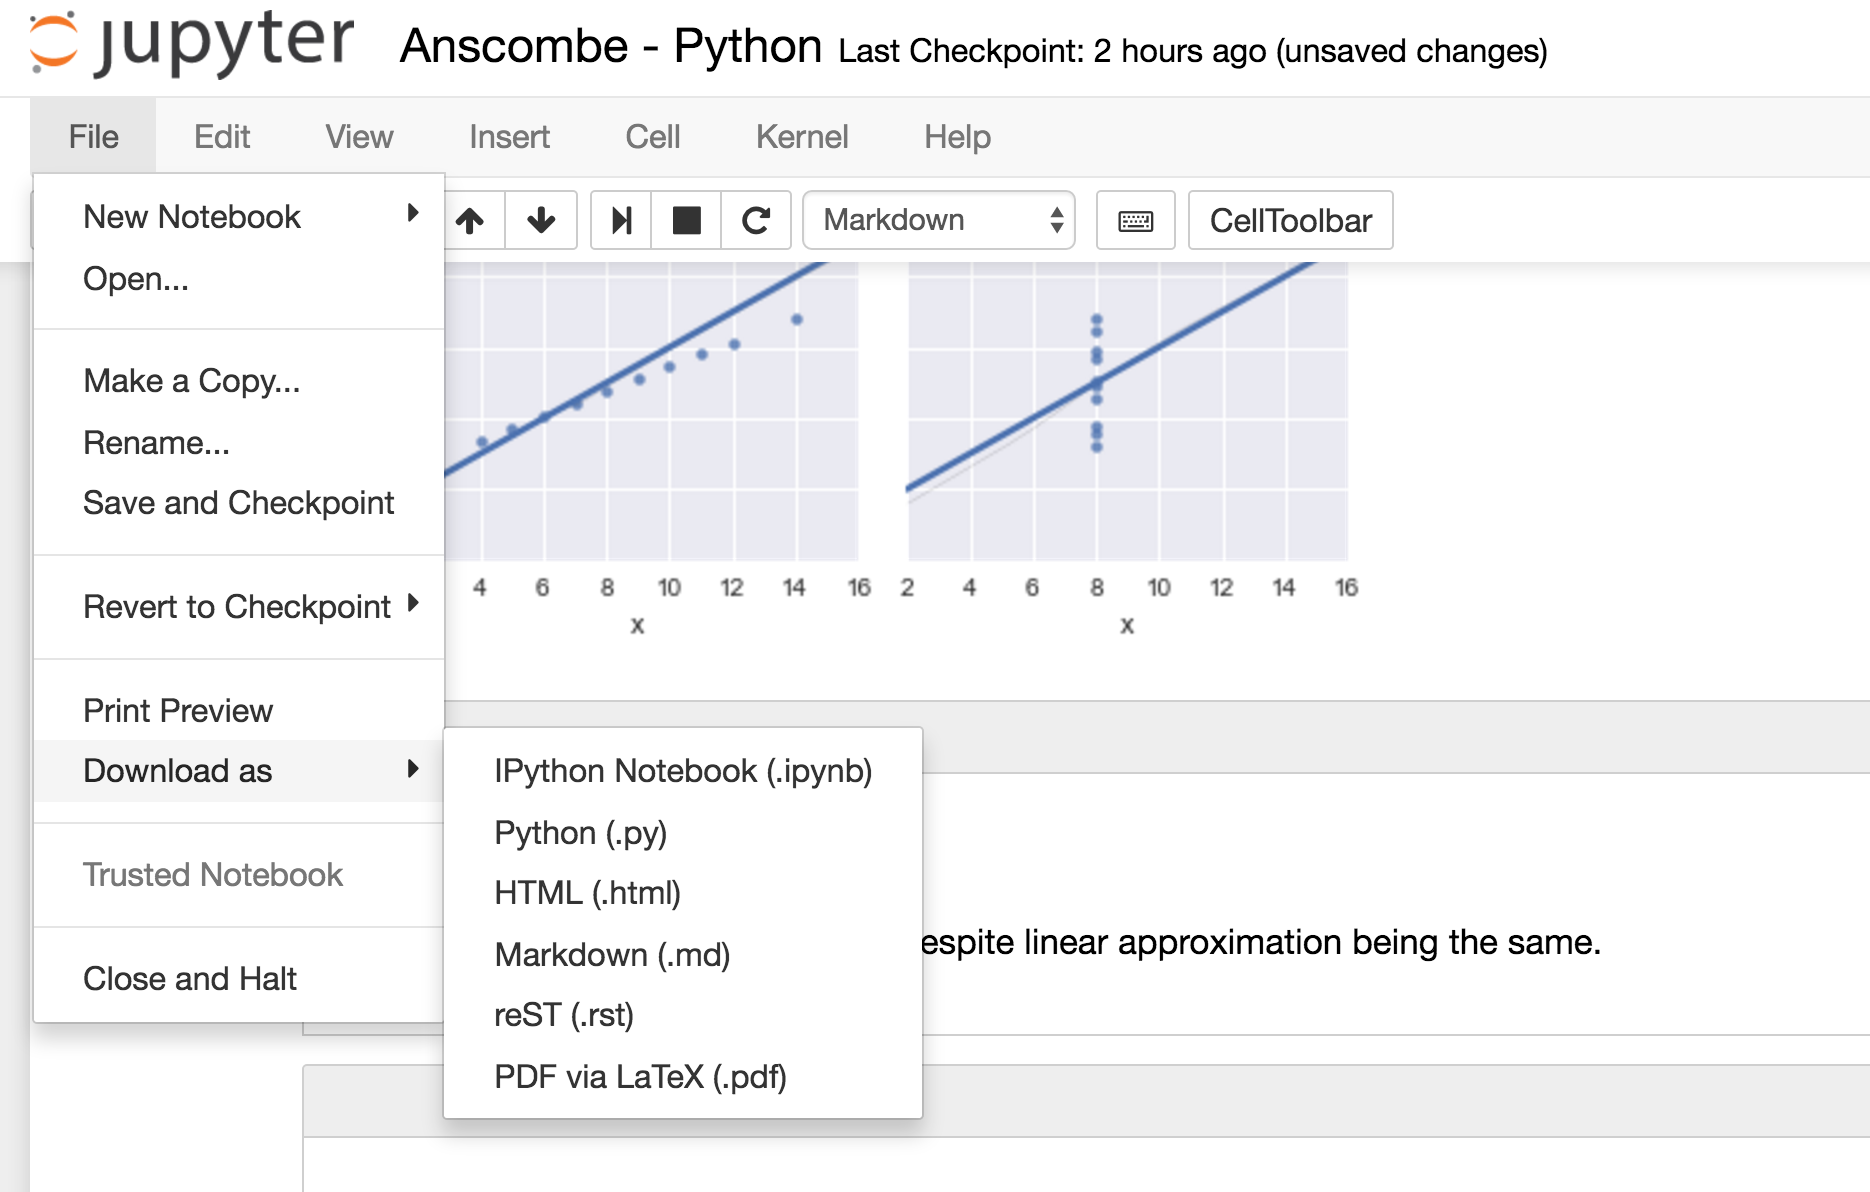 jupyter Anscombe - Python Last Checkpoint: 2 hours ago (unsaved changes)
File Edit View Insert Cell Kernel Help
Markdown CellToolbar
New Notebook
Open...
Make a Copy...
Rename...
Save and Checkpoint
Revert to Checkpoint
Print Preview
Download as
Trusted Notebook
Close and Halt
IPython Notebook (.ipynb)
Python (.py)
HTML (.html)
Markdown (.md)
reST (.rst)
PDF via LaTeX (.pdf)
4 6 8 10 12 14 16
x
2 4 6 8 10 12 14 16
x
espite linear approximation being the same.